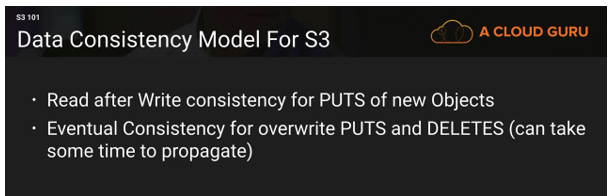 S3 101
Data Consistency Model For S3
A CLOUD GURU
· Read after Write consistency for PUTS of new Objects
· Eventual Consistency for overwrite PUTS and DELETES (can take
some time to propagate)